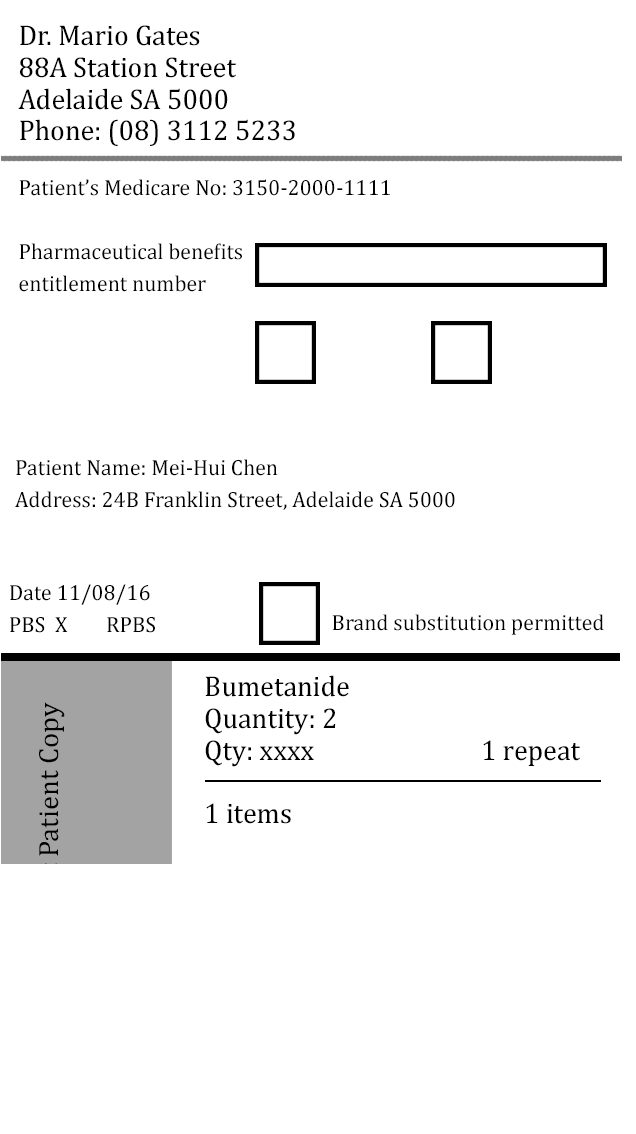 Dr. Mario Gates
88A Station Street
Adelaide SA 5000
Phone: (08) 3112 5233
Patient's Medicare No: 3150-2000-1111
Pharmaceutical benefits
entitlement number
Patient Name: Mei-Hui Chen
Address: 24B Franklin Street, Adelaide SA 5000
Date 11/08/16
PBS X RPBS
Brand substitution permitted
Patient Copy
Bumetanide
Quantity: 2
Qty: xxxx 1 repeat
1 items